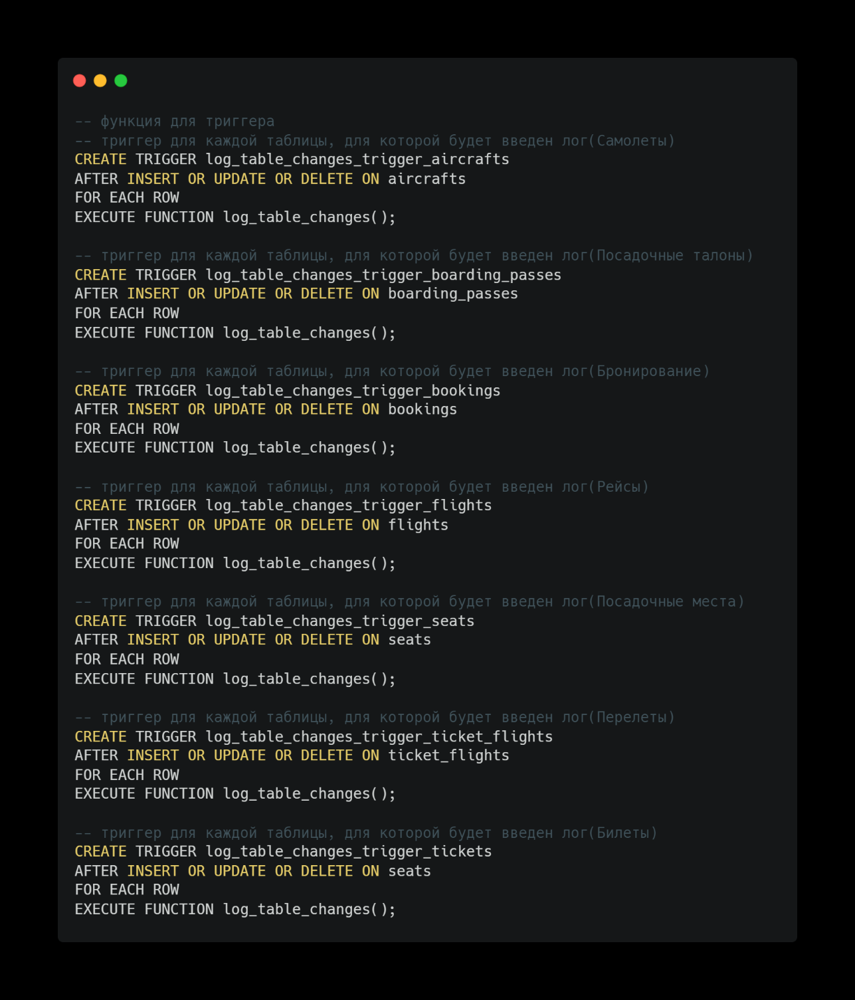 -- функция для триггера
-- триггер для каждой таблицы, для которой будет введен лог(Самолеты)
CREATE TRIGGER log_table_changes_trigger_aircrafts
AFTER INSERT OR UPDATE OR DELETE ON aircrafts
FOR EACH ROW
EXECUTE FUNCTION log_table_changes();
-- триггер для каждой таблицы, для которой будет введен лог(Посадочные талоны)
CREATE TRIGGER log_table_changes_trigger_boarding_passes
AFTER INSERT OR UPDATE OR DELETE ON boarding_passes
FOR EACH ROW
EXECUTE FUNCTION log_table_changes();
-- триггер для каждой таблицы, для которой будет введен лог(Бронирование)
CREATE TRIGGER log_table_changes_trigger_bookings
AFTER INSERT OR UPDATE OR DELETE ON bookings
FOR EACH ROW
EXECUTE FUNCTION log_table_changes();
-- триггер для каждой таблицы, для которой будет введен лог(Рейсы)
CREATE TRIGGER log_table_changes_trigger_flights
AFTER INSERT OR UPDATE OR DELETE ON flights
FOR EACH ROW
EXECUTE FUNCTION log_table_changes();
-- триггер для каждой таблицы, для которой будет введен лог(Посадочные места)
CREATE TRIGGER log_table_changes_trigger_seats
AFTER INSERT OR UPDATE OR DELETE ON seats
FOR EACH ROW
EXECUTE FUNCTION log_table_changes();
-- триггер для каждой таблицы, для которой будет введен лог(Перелеты)
CREATE TRIGGER log_table_changes_trigger_ticket_flights
AFTER INSERT OR UPDATE OR DELETE ON ticket_flights
FOR EACH ROW
EXECUTE FUNCTION log_table_changes();
-- триггер для каждой таблицы, для которой будет введен лог(Билеты)
CREATE TRIGGER log_table_changes_trigger_tickets
AFTER INSERT OR UPDATE OR DELETE ON seats
FOR EACH ROW
EXECUTE FUNCTION log_table_changes();